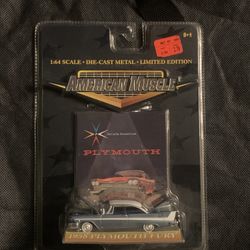 1:64 SCALE • DIE-CAST METAL • LIMITED EDITION
8+
AMERICAN MUSCLE
PLYMOUTH
1958 PLYMOUTH FURY